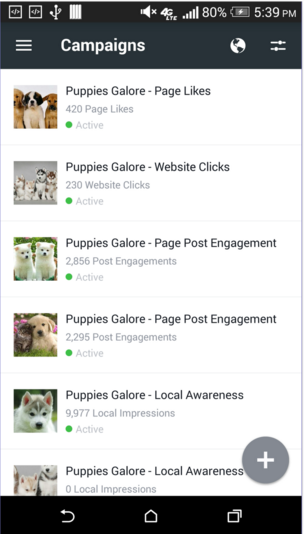 4G LTE 80% 5:39 PM
Campaigns
Puppies Galore - Page Likes
420 Page Likes
Active
Puppies Galore - Website Clicks
230 Website Clicks
Active
Puppies Galore - Page Post Engagement
2,856 Post Engagements
Active
Puppies Galore - Page Post Engagement
2,295 Post Engagements
Active
Puppies Galore - Local Awareness
9,977 Local Impressions
Active
Puppies Galore - Local Awareness
0 Local Impressions